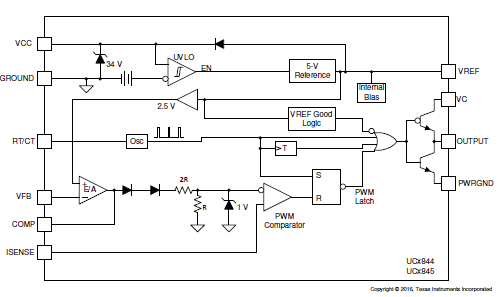 VCC
34 V
UVLO
EN
5-V
Reference
GROUND
VREF
Internal
Bias
2.5 V
VC
VREF Good
Logic
RT/CT
Osc
T
OUTPUT
2R
S
R
E/A
VFB
R
1 V
PWM
Latch
PWRGND
COMP
PWM
Comparator
ISENSE
UCx844
UCx845
Copyright © 2016, Texas Instruments Incorporated